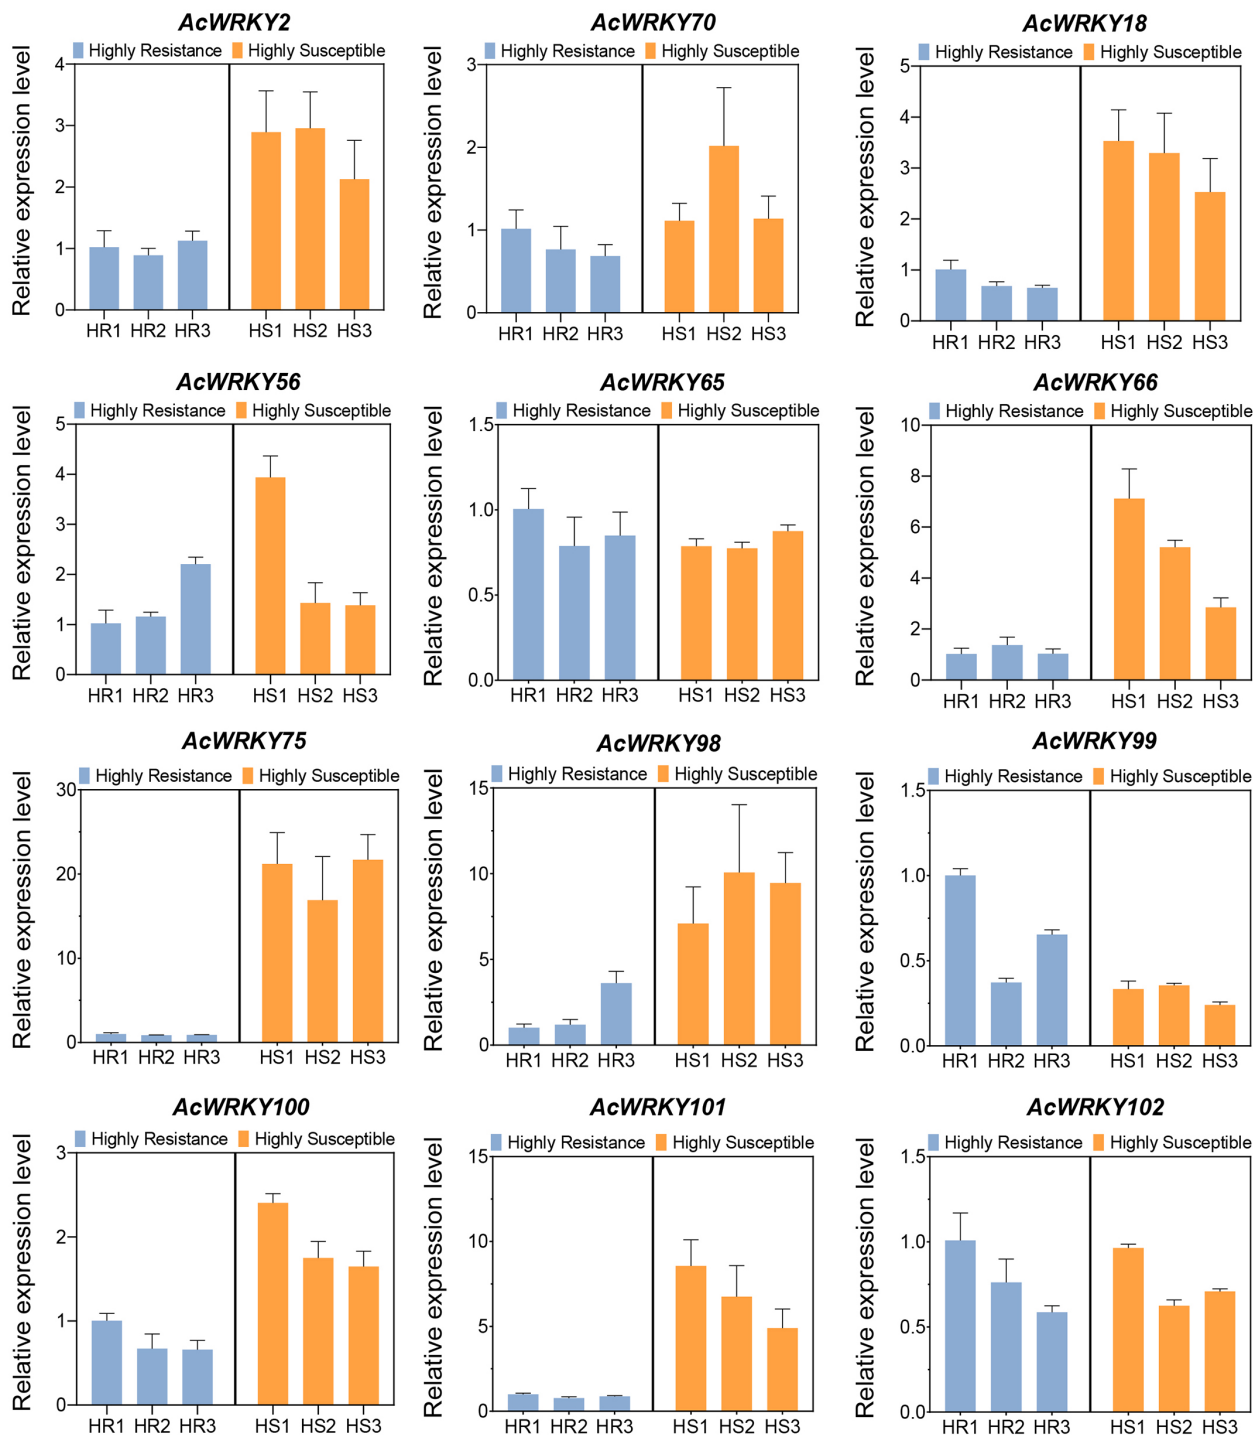 AcWRKY2
Highly Resistance Highly Susceptible
Relative expression level
4
3
2
1
0
HR1 HR2 HR3 HS1 HS2 HS3
AcWRKY70
Highly Resistance Highly Susceptible
Relative expression level
3
2
1
0
HR1 HR2 HR3 HS1 HS2 HS3
AcWRKY18
Highly Resistance Highly Susceptible
Relative expression level
5
4
3
2
1
0
HR1 HR2 HR3 HS1 HS2 HS3
AcWRKY56
Highly Resistance Highly Susceptible
Relative expression level
5
4
3
2
1
0
HR1 HR2 HR3 HS1 HS2 HS3
AcWRKY65
Highly Resistance Highly Susceptible
Relative expression level
1.5
1.0
0.5
0.0
HR1 HR2 HR3 HS1 HS2 HS3
AcWRKY66
Highly Resistance Highly Susceptible
Relative expression level
10
8
6
4
2
0
HR1 HR2 HR3 HS1 HS2 HS3
AcWRKY75
Highly Resistance Highly Susceptible
Relative expression level
30
20
10
0
HR1 HR2 HR3 HS1 HS2 HS3
AcWRKY98
Highly Resistance Highly Susceptible
Relative expression level
15
10
5
0
HR1 HR2 HR3 HS1 HS2 HS3
AcWRKY99
Highly Resistance Highly Susceptible
Relative expression level
1.5
1.0
0.5
0.0
HR1 HR2 HR3 HS1 HS2 HS3
AcWRKY100
Highly Resistance Highly Susceptible
Relative expression level
3
2
1
0
HR1 HR2 HR3 HS1 HS2 HS3
AcWRKY101
Highly Resistance Highly Susceptible
Relative expression level
15
10
5
0
HR1 HR2 HR3 HS1 HS2 HS3
AcWRKY102
Highly Resistance Highly Susceptible
Relative expression level
1.5
1.0
0.5
0.0
HR1 HR2 HR3 HS1 HS2 HS3